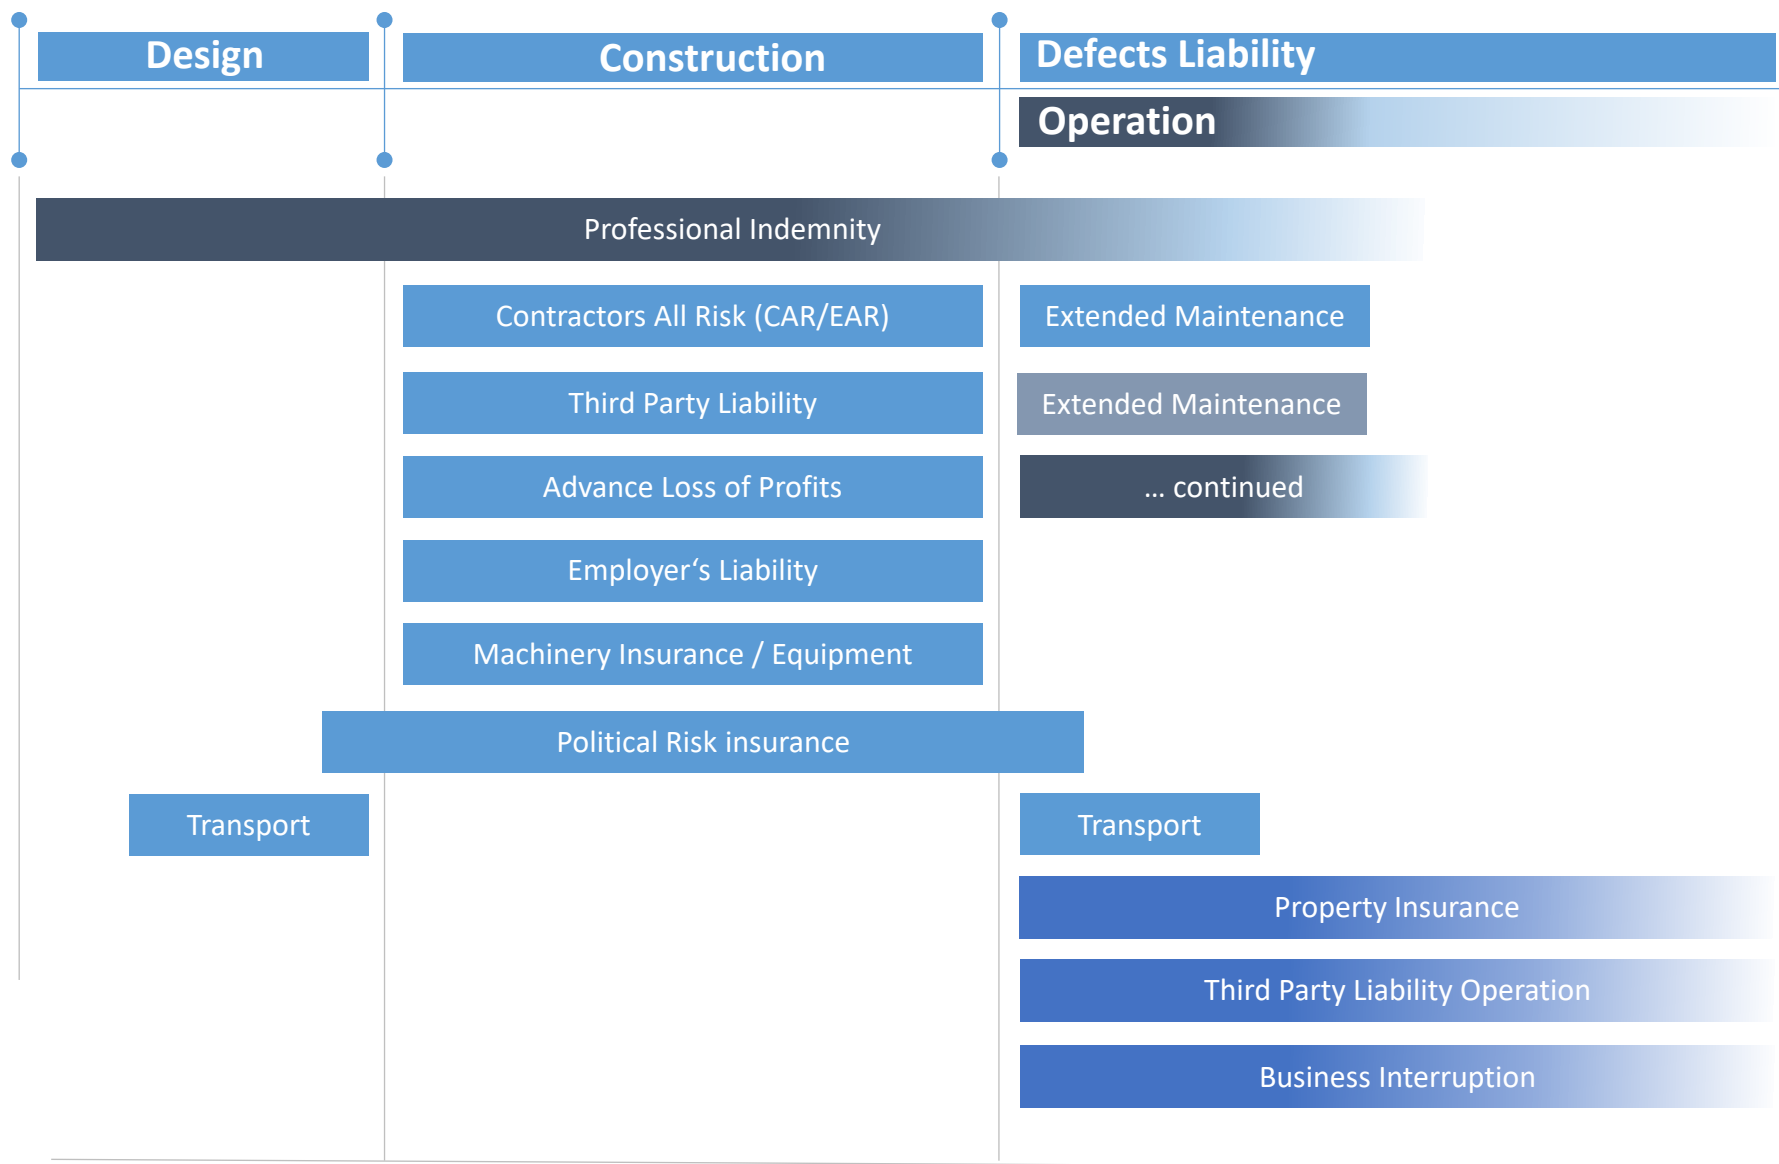 Design
Construction
Defects Liability
Operation
Professional Indemnity
Contractors All Risk (CAR/EAR)
Extended Maintenance
Third Party Liability
Extended Maintenance
Advance Loss of Profits
... continued
Employer‘s Liability
Machinery Insurance / Equipment
Political Risk insurance
Transport
Transport
Property Insurance
Third Party Liability Operation
Business Interruption